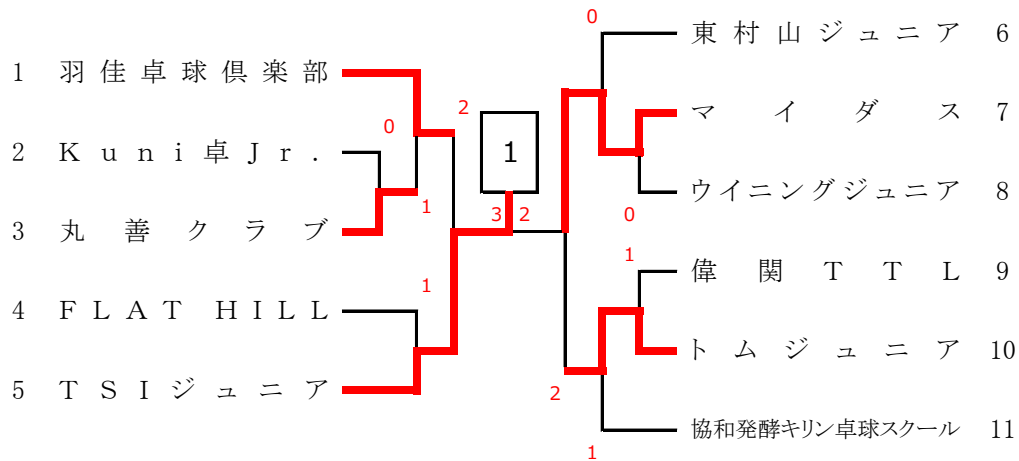 1 羽佳卓球倶楽部
2 Kuni卓Jr.
3 丸善クラブ
4 FLAT HILL
5 TSIジュニア
0
2
1
1
1
3 2
0
東村山ジュニア 6
マイダス 7
ウイニングジュニア 8
0
1
偉関TTL 9
トムジュニア 10
2
協和発酵キリン卓球スクール 11
1